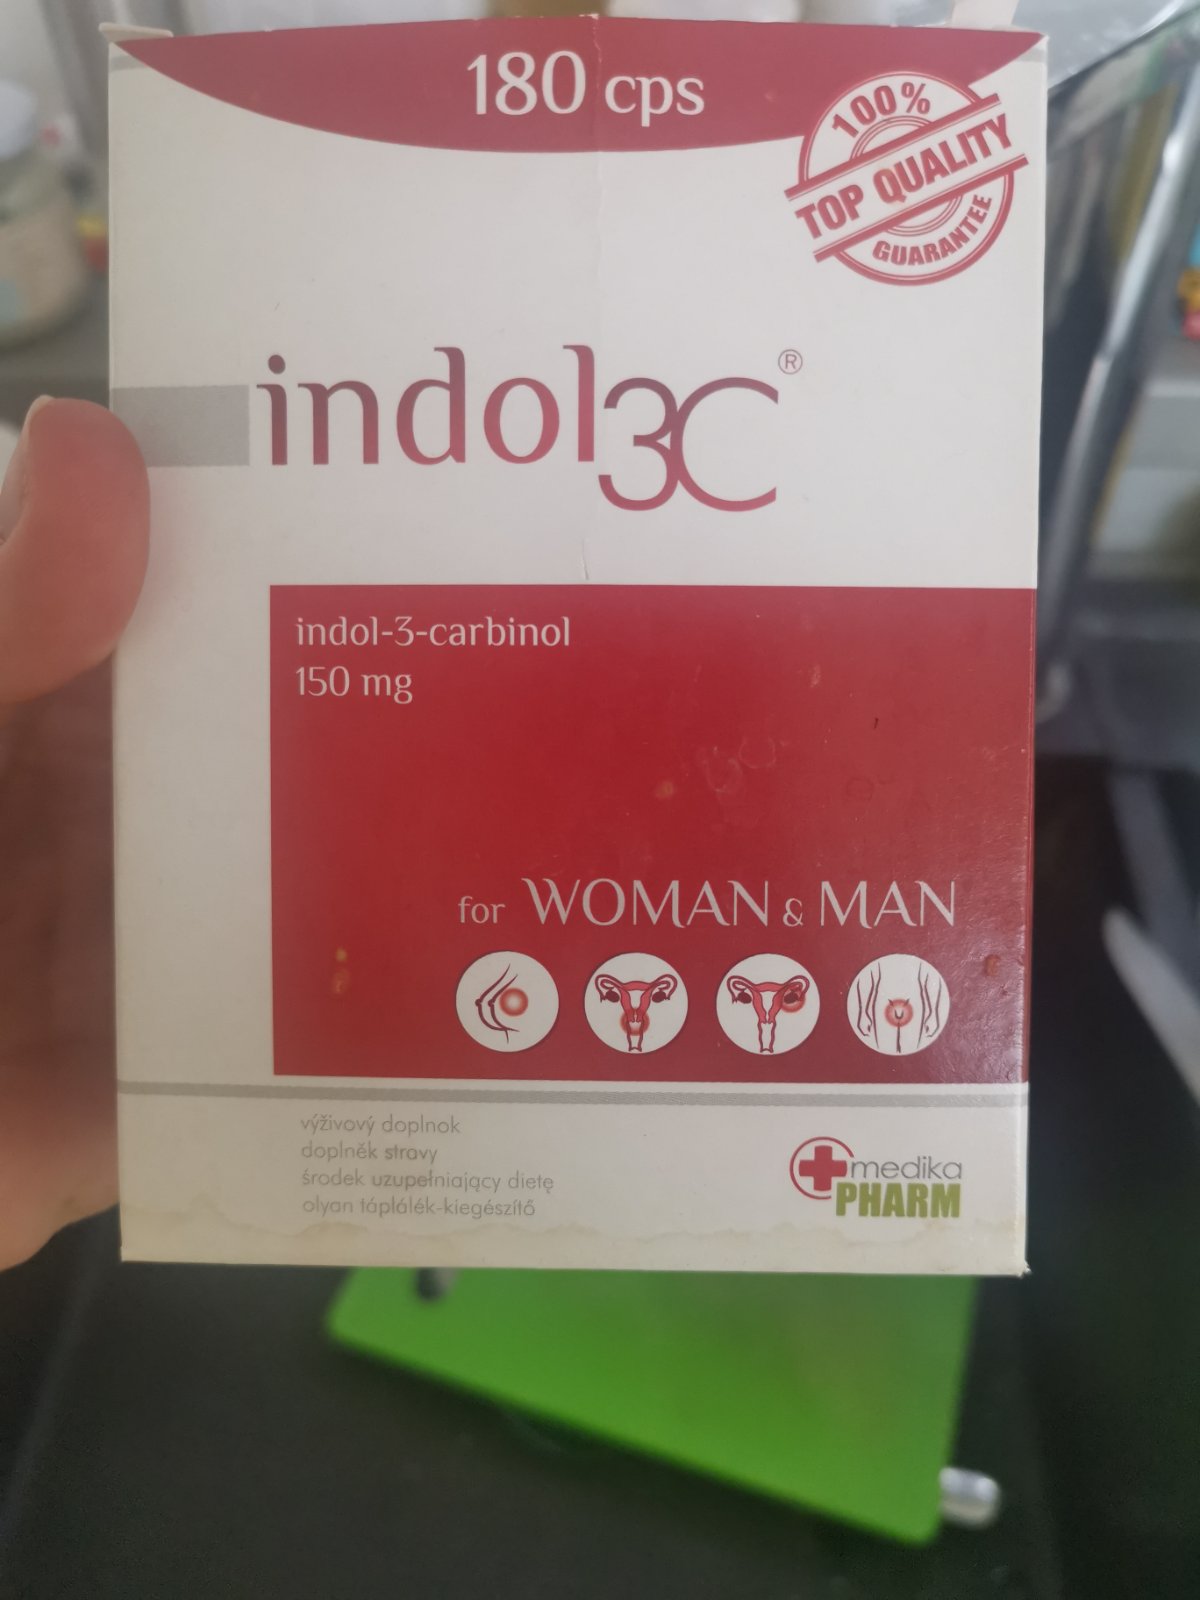 180 cps
100%
TOP QUALITY
GUARANTEE
indol3C®
indol-3-carbinol
150 mg
for WOMAN & MAN
výživový doplnok
doplněk stravy
środek uzupełniający dietę
olyan táplálék-kiegészítő
medika
PHARM